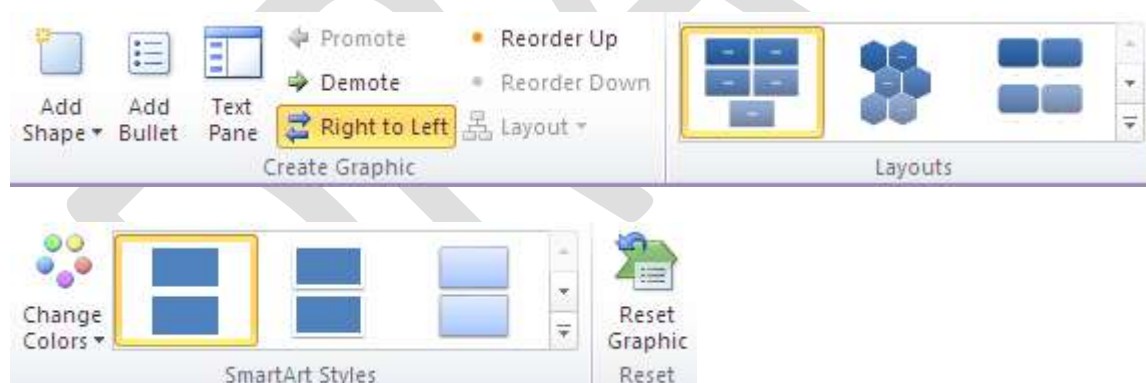 Add Shape
Add Bullet
Text Pane
Promote
Demote
Right to Left
Reorder Up
Reorder Down
Layout
Create Graphic
Layouts
Change Colors
SmartArt Styles
Reset Graphic
Reset